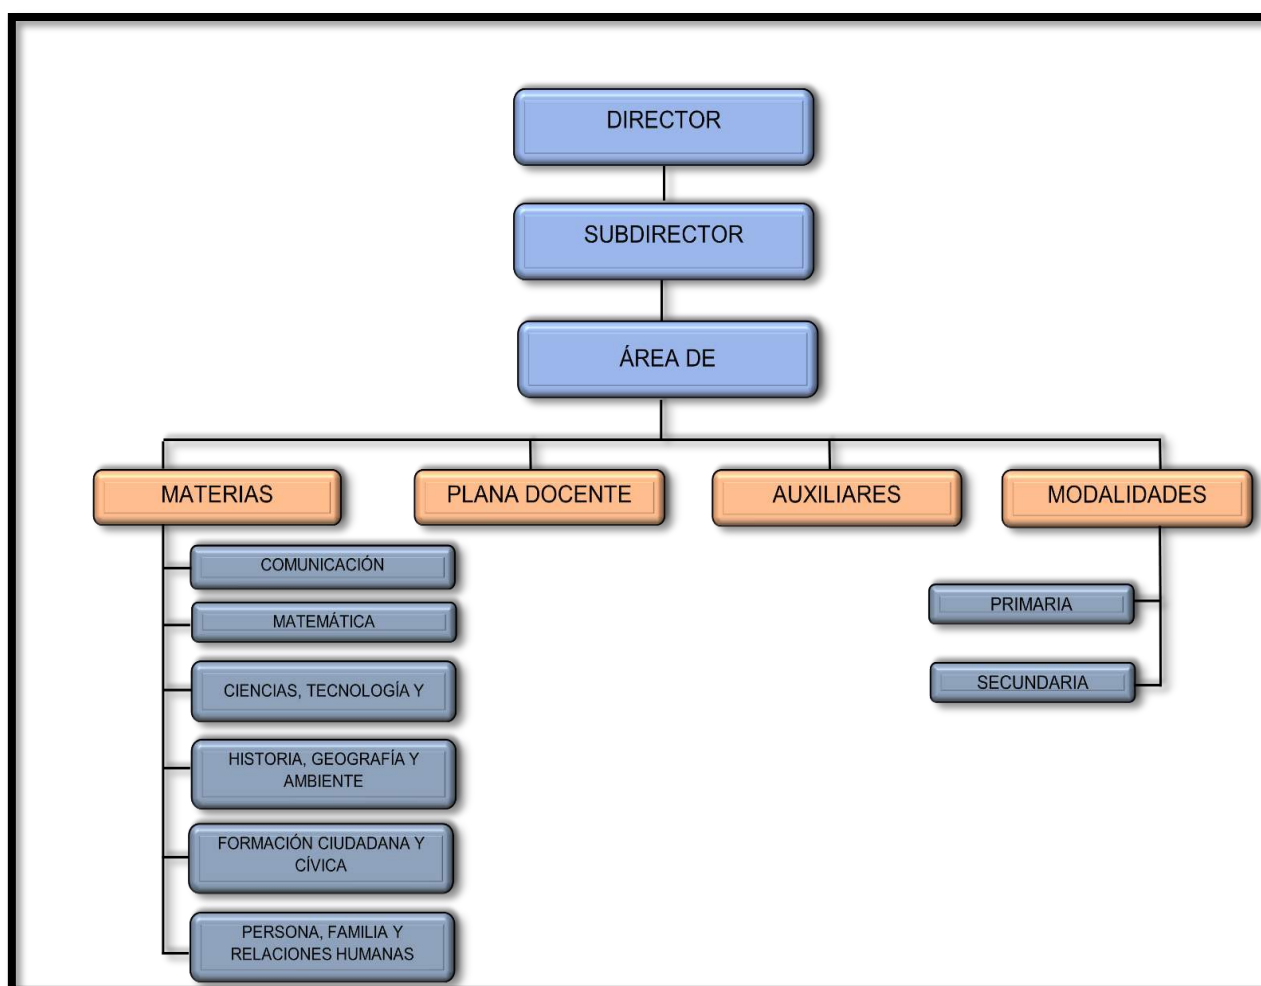 DIRECTOR
SUBDIRECTOR
ÁREA DE
MATERIAS
PLANA DOCENTE
AUXILIARES
MODALIDADES
COMUNICACIÓN
MATEMÁTICA
CIENCIAS, TECNOLOGÍA Y
HISTORIA, GEOGRAFÍA Y
AMBIENTE
FORMACIÓN CIUDADANA Y
CÍVICA
PERSONA, FAMILIA Y
RELACIONES HUMANAS
PRIMARIA
SECUNDARIA